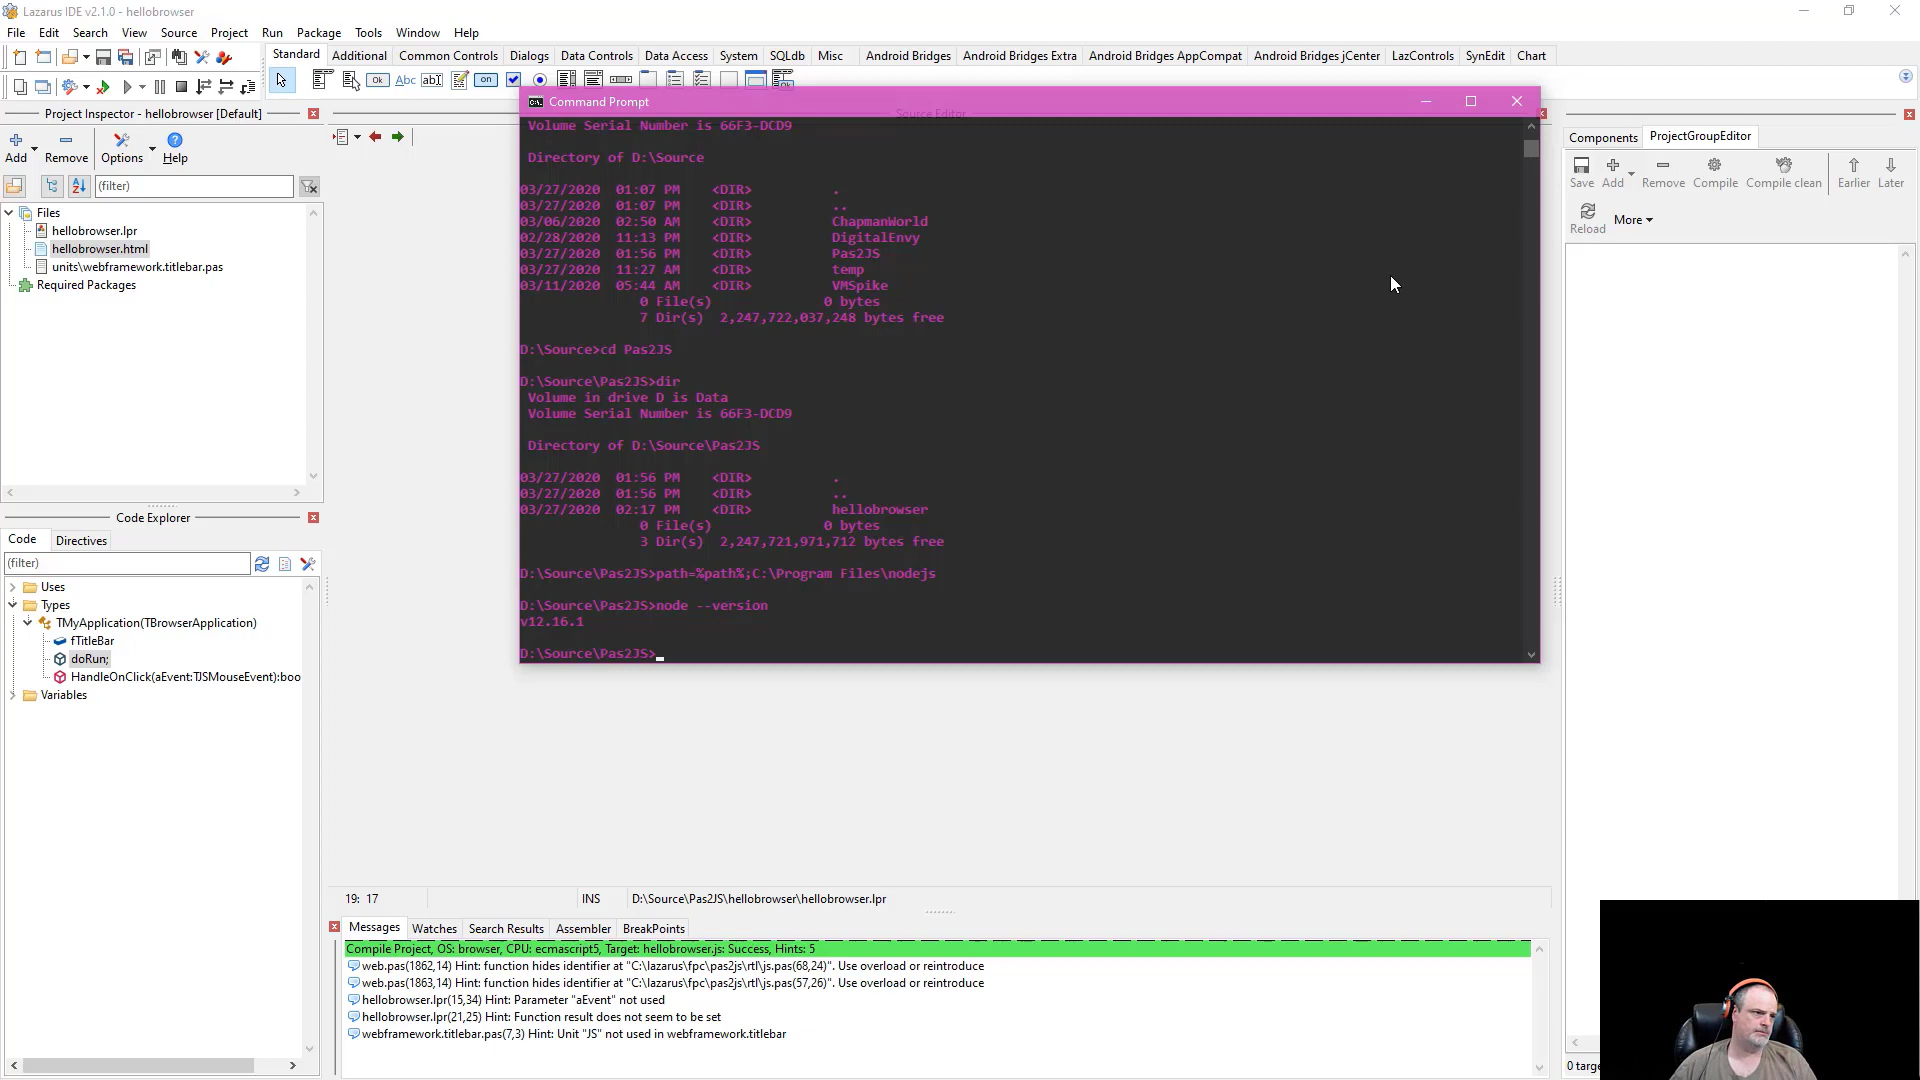 Lazarus IDE v2.1.0 - hellobrowser
File Edit Search View Source Project Run Package Tools Window Help
Standard Additional Common Controls Dialogs Data Controls Data Access System SQLdb Misc Android Bridges Android Bridges Extra Android Bridges AppCompat Android Bridges jCenter LazControls SynEdit Chart
Ok Abc abI on
Project Inspector - hellobrowser [Default]
Add Remove Options Help
(filter)
Files
hellobrowser.lpr
hellobrowser.html
units\webframework.titlebar.pas
Required Packages
Code Explorer
Code Directives
(filter)
Uses
Types
TMyApplication(TBrowserApplication)
fTitleBar
doRun;
HandleOnClick(aEvent:TJSMouseEvent):boo
Variables
Source Editor
Command Prompt
Volume Serial Number is 66F3-DCD9
Directory of D:\Source
03/27/2020 01:07 PM <DIR> .
03/27/2020 01:07 PM <DIR> ..
03/06/2020 02:50 AM <DIR> ChapmanWorld
02/28/2020 11:13 PM <DIR> DigitalEnvy
03/27/2020 01:56 PM <DIR> Pas2JS
03/27/2020 11:27 AM <DIR> temp
03/11/2020 05:44 AM <DIR> VMSpike
0 File(s) 0 bytes
7 Dir(s) 2,247,722,037,248 bytes free
D:\Source>cd Pas2JS
D:\Source\Pas2JS>dir
Volume in drive D is Data
Volume Serial Number is 66F3-DCD9
Directory of D:\Source\Pas2JS
03/27/2020 01:56 PM <DIR> .
03/27/2020 01:56 PM <DIR> ..
03/27/2020 02:17 PM <DIR> hellobrowser
0 File(s) 0 bytes
3 Dir(s) 2,247,721,971,712 bytes free
D:\Source\Pas2JS>path=%path%;C:\Program Files\nodejs
D:\Source\Pas2JS>node --version
v12.16.1
D:\Source\Pas2JS>
Components ProjectGroupEditor
Save Add Remove Compile Compile clean Earlier Later
Reload More
0 targe
19: 17 INS D:\Source\Pas2JS\hellobrowser\hellobrowser.lpr
Messages Watches Search Results Assembler BreakPoints
Compile Project, OS: browser, CPU: ecmascript5, Target: hellobrowser.js: Success, Hints: 5
web.pas(1862,14) Hint: function hides identifier at "C:\lazarus\fpc\pas2js\rtl\js.pas(68,24)". Use overload or reintroduce
web.pas(1863,14) Hint: function hides identifier at "C:\lazarus\fpc\pas2js\rtl\js.pas(57,26)". Use overload or reintroduce
hellobrowser.lpr(15,34) Hint: Parameter "aEvent" not used
hellobrowser.lpr(21,25) Hint: Function result does not seem to be set
webframework.titlebar.pas(7,3) Hint: Unit "JS" not used in webframework.titlebar